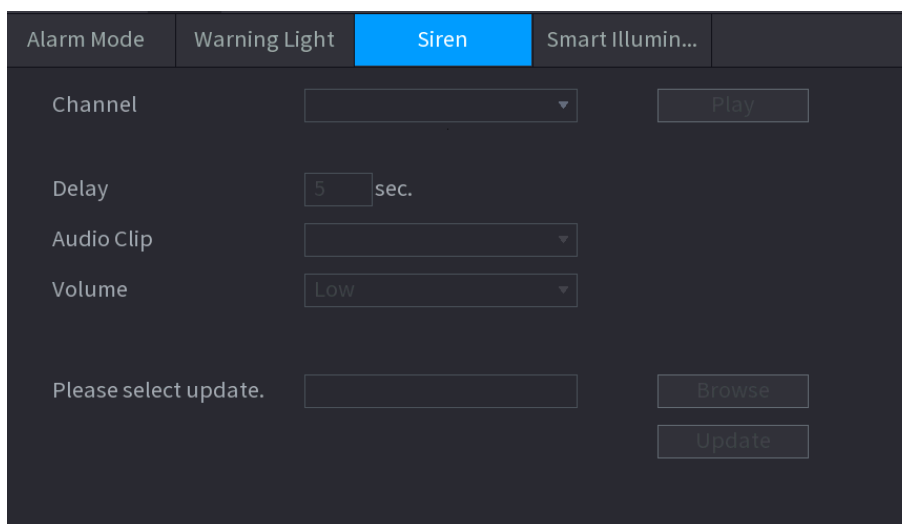 Alarm Mode Warning Light Siren Smart Illumin...
Channel Play
Delay 5 sec.
Audio Clip
Volume Low
Please select update. Browse
Update